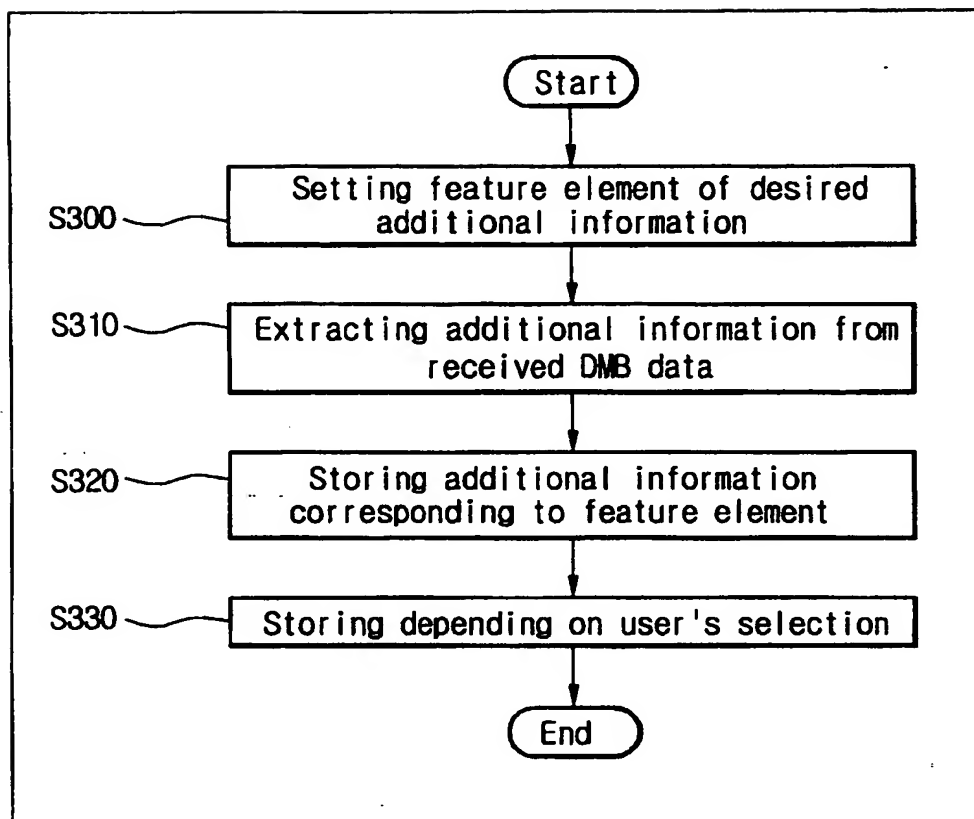 Start
S300
Setting feature element of desired
additional information
S310
Extracting additional information from
received DMB data
S320
Storing additional information
corresponding to feature element
S330
Storing depending on user's selection
End